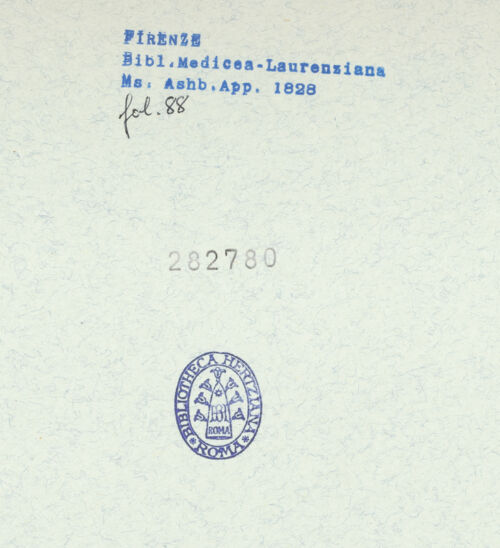 FIRENZE
Bibl.Medicea-Laurenziana
Ms. Ashb.App. 1828
fol. 88
282780
BIBLIOTHECA HERTZIANA
ROMA
* ROMA *